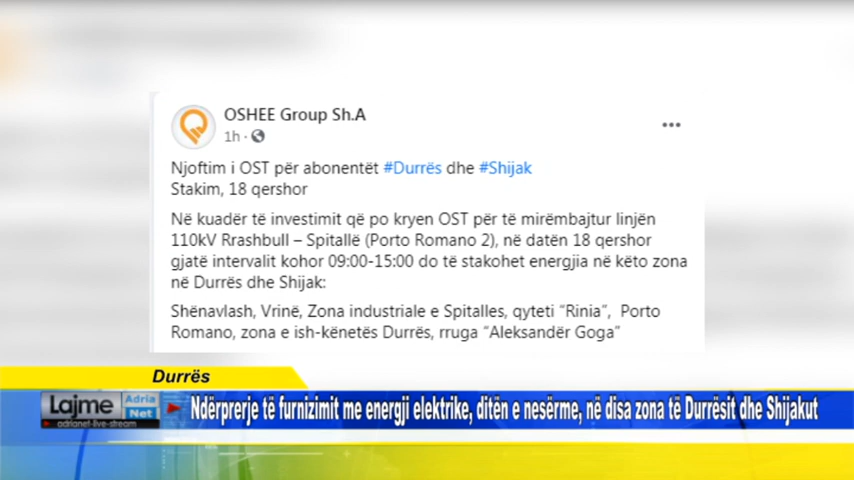 OSHEE Group Sh.A
1h ·
Njoftim i OST për abonentët #Durrës dhe #Shijak
Stakim, 18 qershor
Në kuadër të investimit që po kryen OST për të mirëmbajtur linjën
110kV Rrashbull – Spitallë (Porto Romano 2), në datën 18 qershor
gjatë intervalit kohor 09:00-15:00 do të stakohet energjia në këto zona
në Durrës dhe Shijak:
Shënavlash, Vrinë, Zona industriale e Spitalles, qyteti “Rinia”, Porto
Romano, zona e ish-kënetës Durrës, rruga “Aleksandër Goga”
Durrës
Lajme Adria Net
adrianet-live-stream
Ndërprerje të furnizimit me energji elektrike, ditën e nesërme, në disa zona të Durrësit dhe Shijakut